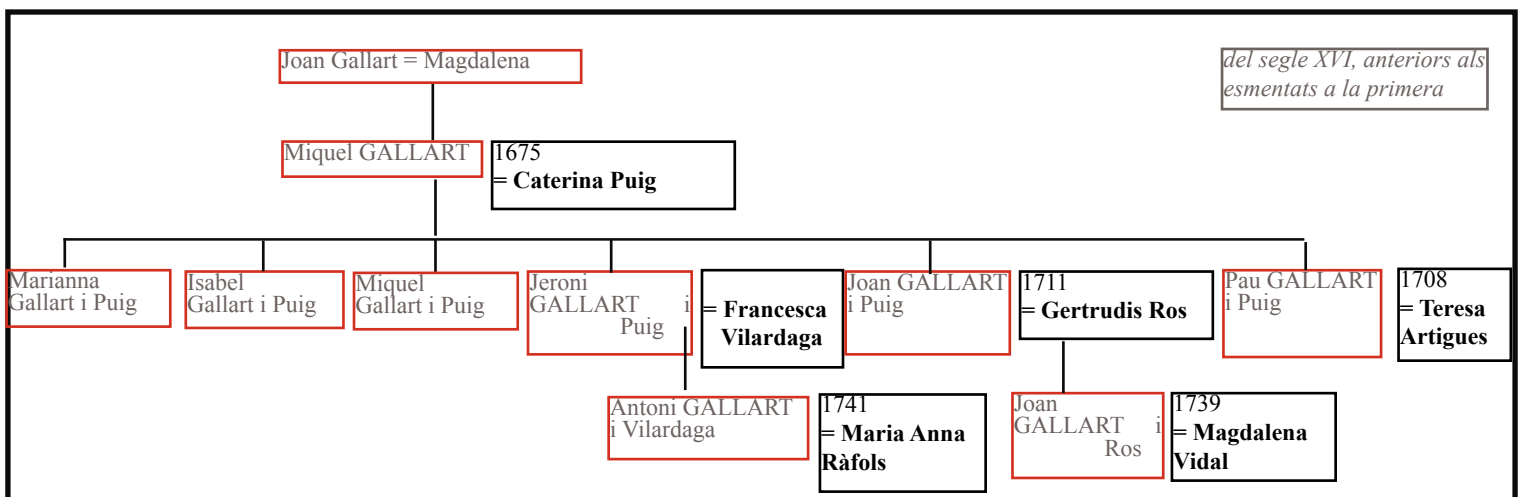 Joan Gallart = Magdalena
del segle XVI, anteriors als
esmentats a la primera
Miquel GALLART
1675
= Caterina Puig
Marianna
Gallart i Puig
Isabel
Gallart i Puig
Miquel
Gallart i Puig
Jeroni
GALLART i
Puig
= Francesca
Vilardaga
Joan GALLART
i Puig
1711
= Gertrudis Ros
Pau GALLART
i Puig
1708
= Teresa
Artigues
Antoni GALLART
i Vilardaga
1741
= Maria Anna
Ràfols
Joan
GALLART i
Ros
1739
= Magdalena
Vidal